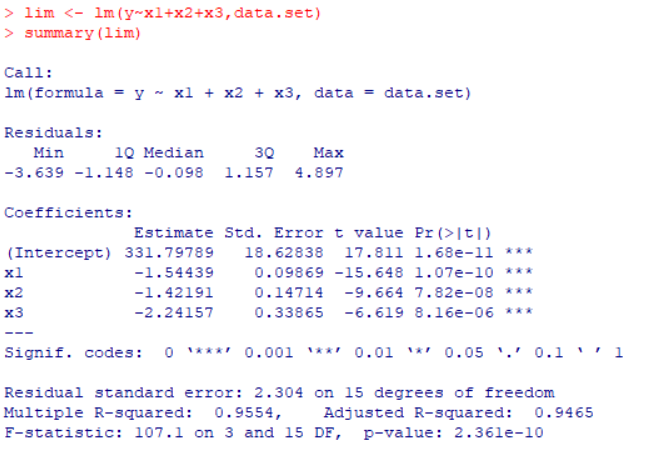 > lim <- lm(y~x1+x2+x3,data.set)
> summary(lim)
Call:
lm(formula = y ~ x1 + x2 + x3, data = data.set)
Residuals:
    Min      1Q  Median      3Q     Max
-3.639 -1.148 -0.098  1.157  4.897
Coefficients:
            Estimate Std. Error t value Pr(>|t|)
(Intercept) 331.79789   18.62838  17.811 1.68e-11 ***
x1           -1.54439    0.09869 -15.648 1.07e-10 ***
x2           -1.42191    0.14714  -9.664 7.82e-08 ***
x3           -2.24157    0.33865  -6.619 8.16e-06 ***
---
Signif. codes:  0 ‘***’ 0.001 ‘**’ 0.01 ‘*’ 0.05 ‘.’ 0.1 ‘ ’ 1
Residual standard error: 2.304 on 15 degrees of freedom
Multiple R-squared:  0.9554,    Adjusted R-squared:  0.9465
F-statistic: 107.1 on 3 and 15 DF,  p-value: 2.361e-10